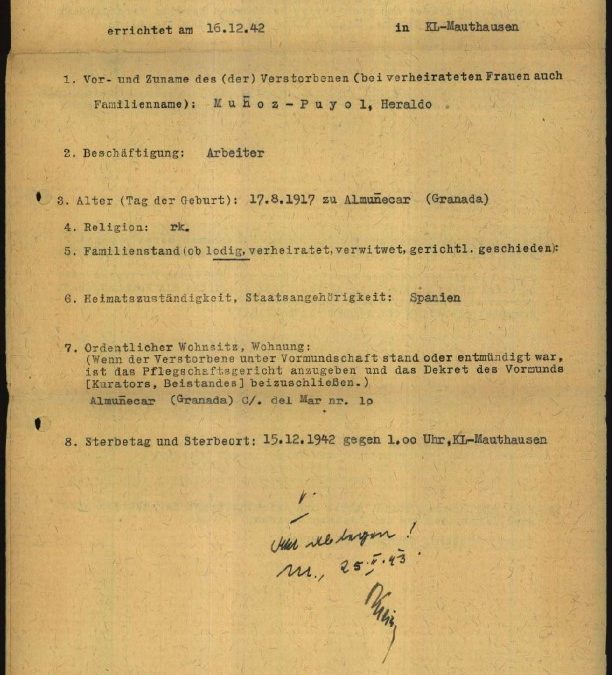 errichtet am 16.12.42 in KL-Mauthausen
1. Vor- und Zuname des (der) Verstorbenen (bei verheirateten Frauen auch
Familienname): Muñoz-Puyol, Heraldo
2. Beschäftigung: Arbeiter
3. Alter (Tag der Geburt): 17.8.1917 zu Almuñecar (Granada)
4. Religion: rk.
5. Familienstand (ob ledig, verheiratet, verwitwet, gerichtl. geschieden):
6. Heimatszuständigkeit, Staatsangehörigkeit: Spanien
7. Ordentlicher Wohnsitz, Wohnung:
(Wenn der Verstorbene unter Vormundschaft stand oder entmündigt war,
ist das Pflegschaftsgericht anzugeben und das Dekret des Vormunds
[Kurators, Beistandes] beizuschließen.)
Almuñecar (Granada) C/. del Mar nr. 1o
8. Sterbetag und Sterbeort: 15.12.1942 gegen 1.oo Uhr, KL-Mauthausen
V.
ablegen!
M., 25.II.43.